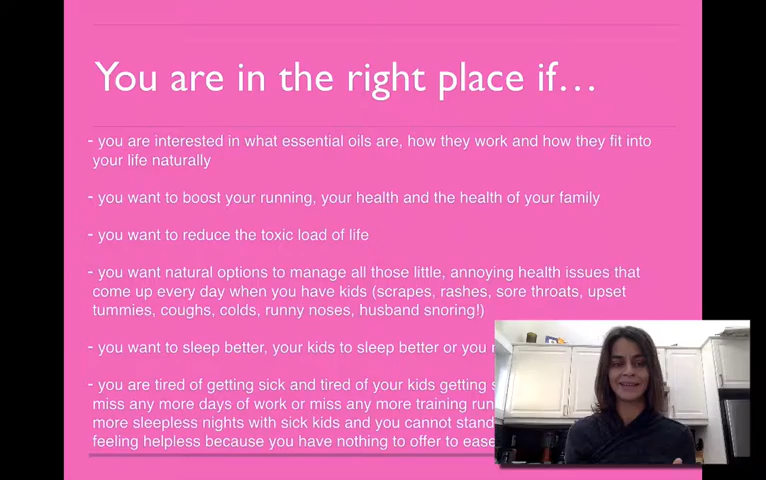 You are in the right place if...
- you are interested in what essential oils are, how they work and how they fit into
your life naturally
- you want to boost your running, your health and the health of your family
- you want to reduce the toxic load of life
- you want natural options to manage all those little, annoying health issues that
come up every day when you have kids (scrapes, rashes, sore throats, upset
tummies, coughs, colds, runny noses, husband snoring!)
- you want to sleep better, your kids to sleep better or you
- you are tired of getting sick and tired of your kids getting
miss any more days of work or miss any more training
more sleepless nights with sick kids and you cannot stand
feeling helpless because you have nothing to offer to ease